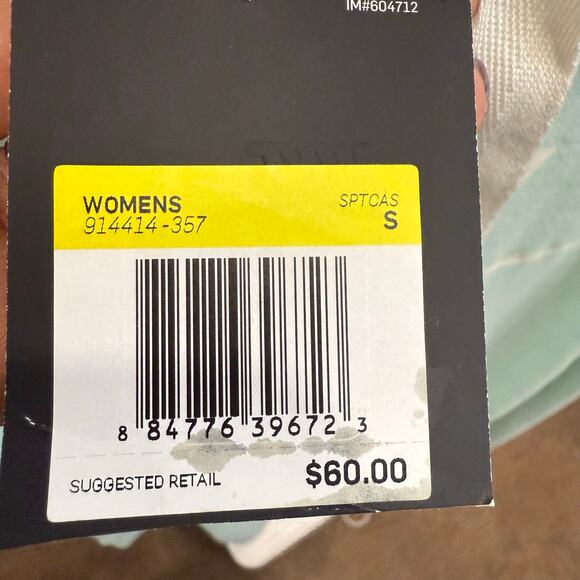 IM#604712
WOMENS SPTCAS
914414-357 S
8 84776 39672 3
SUGGESTED RETAIL $60.00